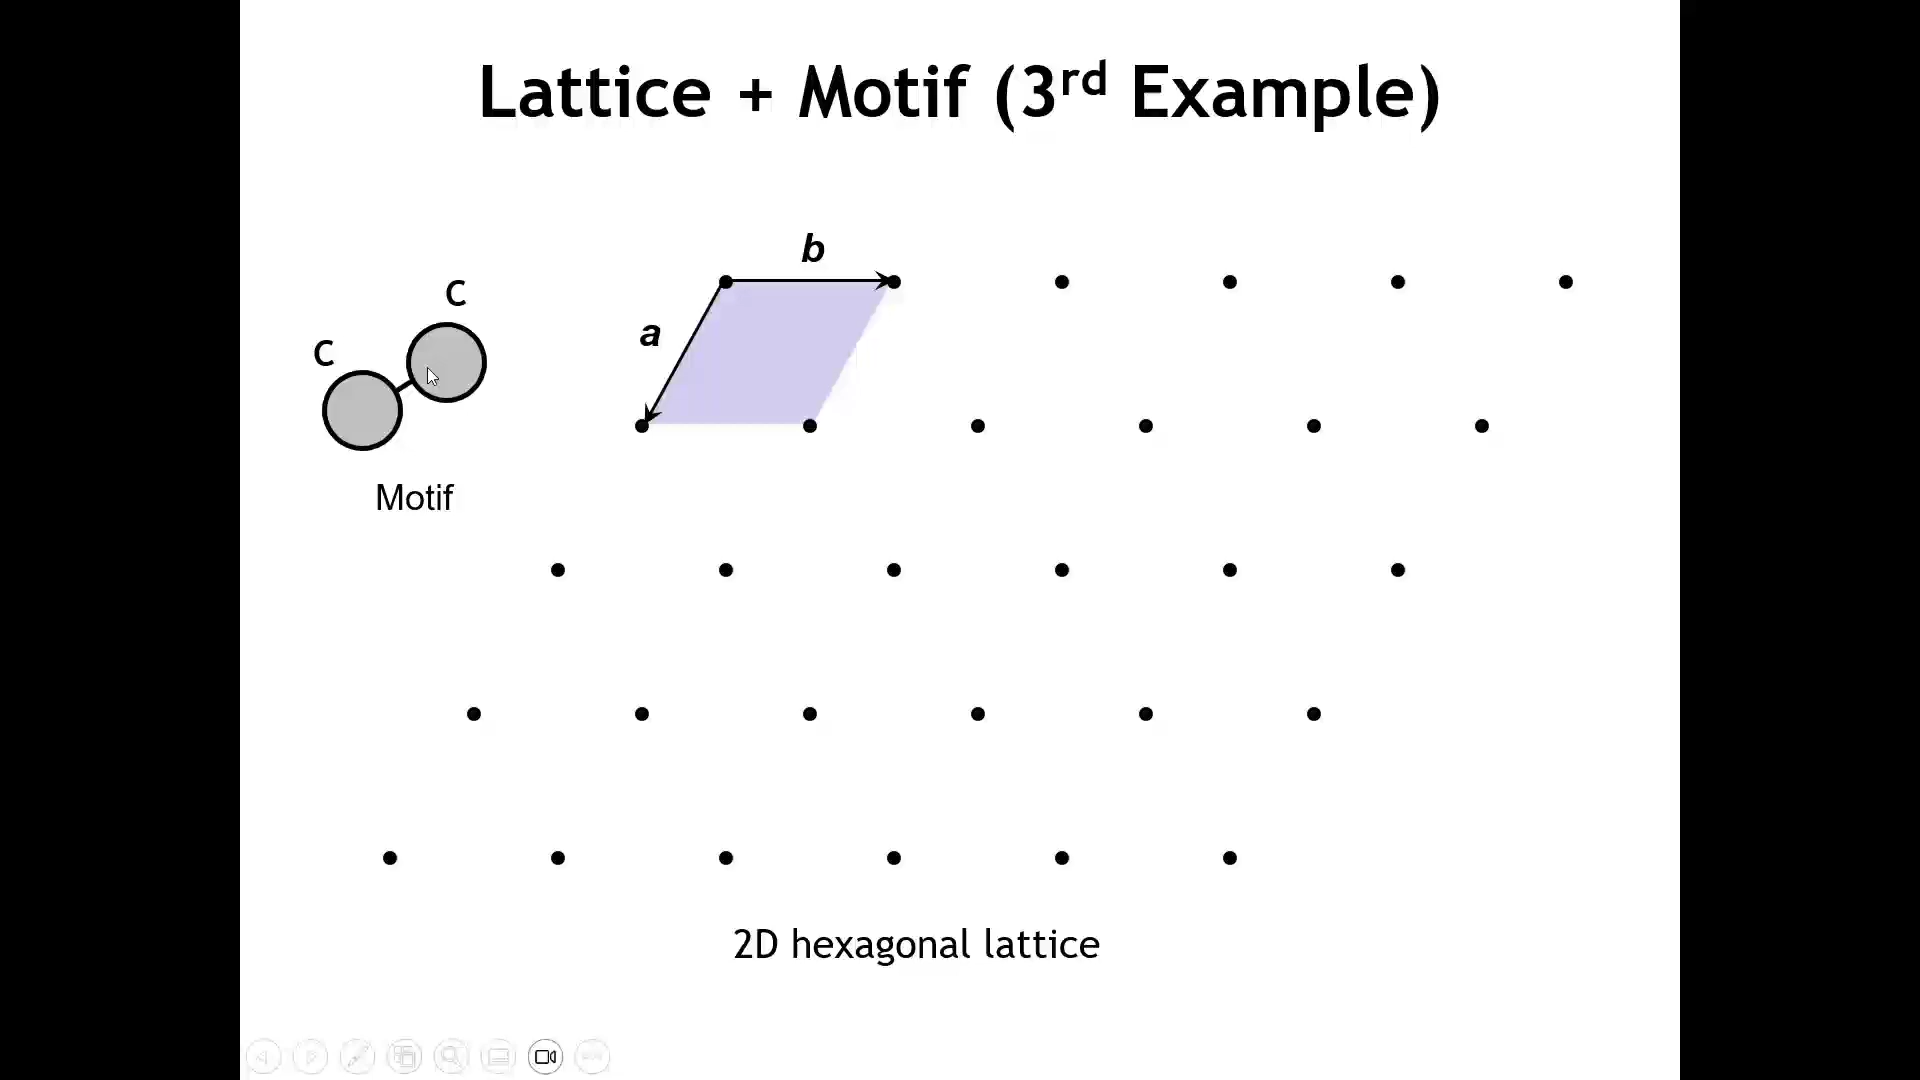 Lattice + Motif (3rd Example)
b
C
a
C
Motif
2D hexagonal lattice